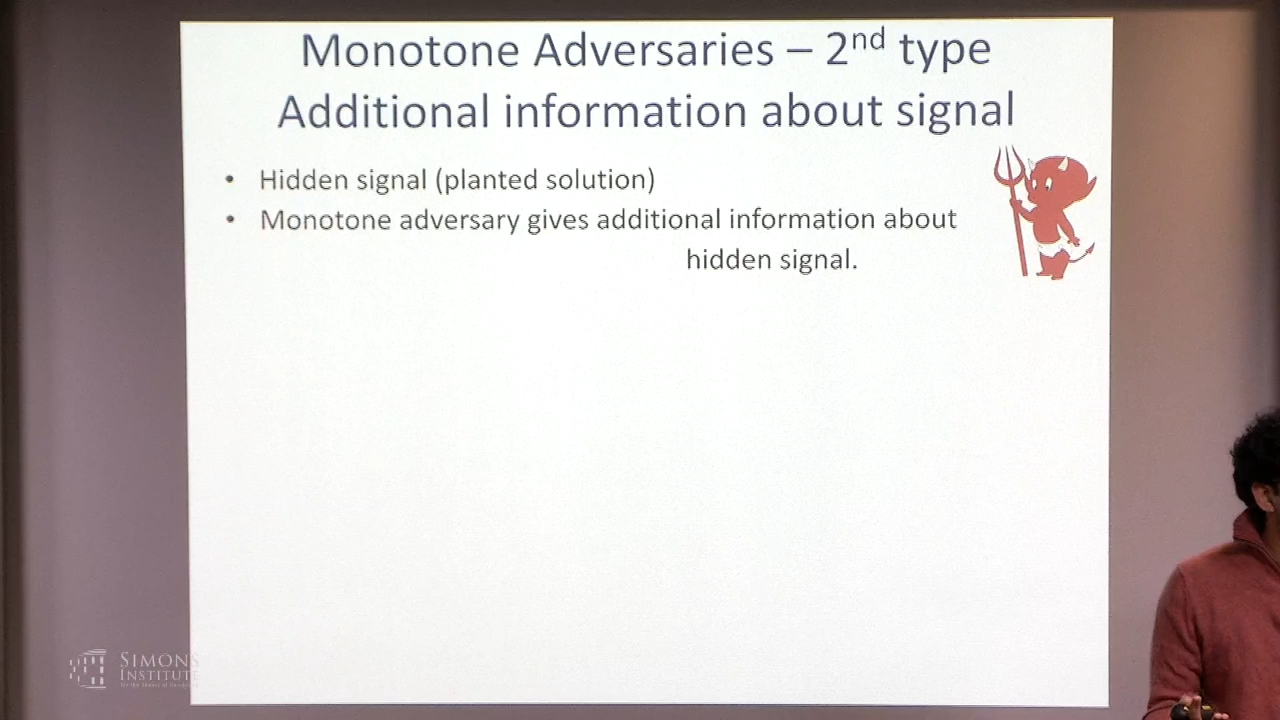 Monotone Adversaries – 2nd type
Additional information about signal
• Hidden signal (planted solution)
• Monotone adversary gives additional information about
hidden signal.
SIMONS
INSTITUTE